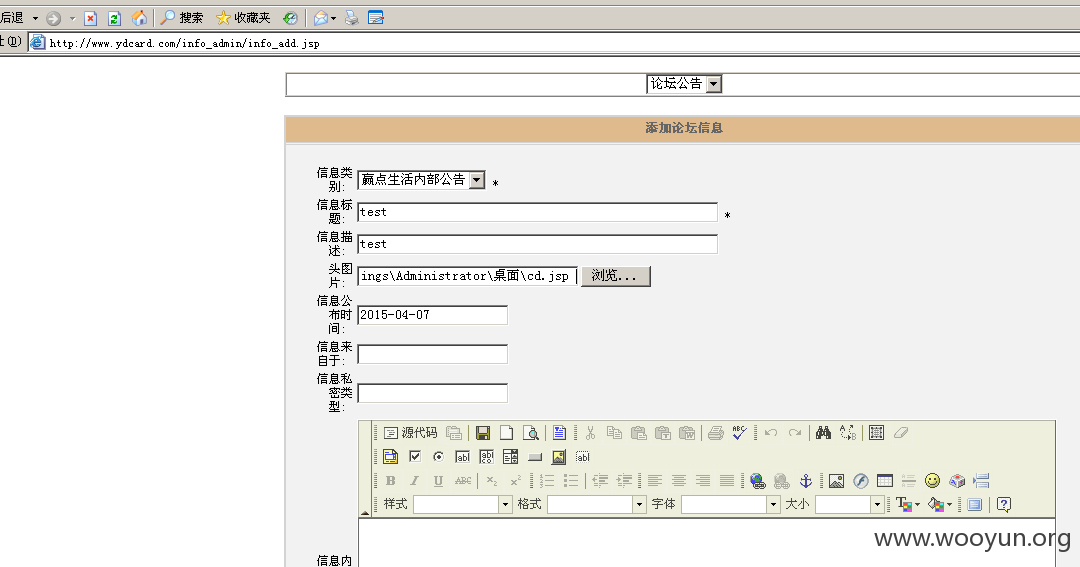 后退 搜索 收藏夹
址(D) http://www.ydcard.com/info_admin/info_add.jsp
论坛公告
添加论坛信息
信息类
别: 赢点生活内部公告 *
信息标
题: test *
信息描
述: test
头图
片: ings\Administrator\桌面\cd.jsp 浏览...
信息公
布时
间: 2015-04-07
信息来
自于:
信息私
密类
型:
源代码
样式 格式 字体 大小
信息内
www.wooyun.org